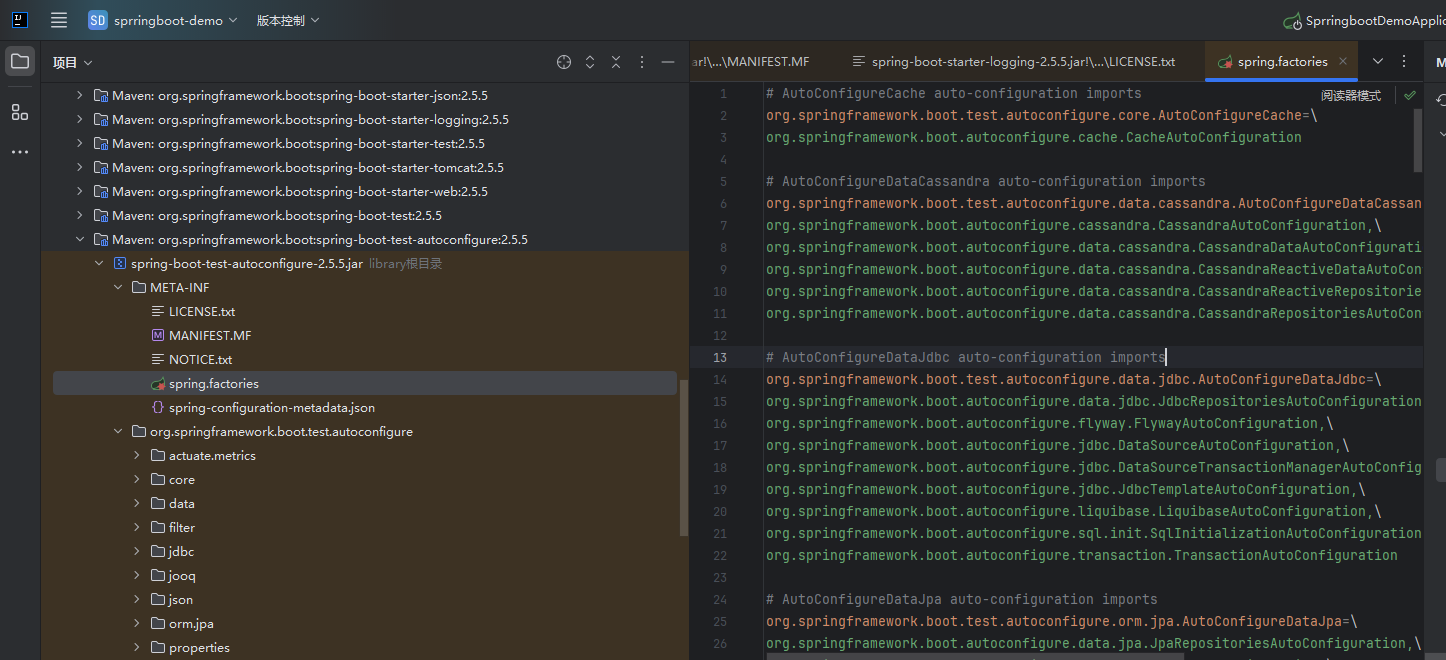 SD sprringboot-demo 版本控制 SprringbootDemoApplic
项目
Maven: org.springframework.boot:spring-boot-starter-json:2.5.5
Maven: org.springframework.boot:spring-boot-starter-logging:2.5.5
Maven: org.springframework.boot:spring-boot-starter-test:2.5.5
Maven: org.springframework.boot:spring-boot-starter-tomcat:2.5.5
Maven: org.springframework.boot:spring-boot-starter-web:2.5.5
Maven: org.springframework.boot:spring-boot-test:2.5.5
Maven: org.springframework.boot:spring-boot-test-autoconfigure:2.5.5
spring-boot-test-autoconfigure-2.5.5.jar library根目录
META-INF
LICENSE.txt
MANIFEST.MF
NOTICE.txt
spring.factories
spring-configuration-metadata.json
org.springframework.boot.test.autoconfigure
actuate.metrics
core
data
filter
jdbc
jooq
json
orm.jpa
properties
ar!\...\MANIFEST.MF spring-boot-starter-logging-2.5.5.jar!\...\LICENSE.txt spring.factories M
阅读器模式
1 # AutoConfigureCache auto-configuration imports
2 org.springframework.boot.test.autoconfigure.core.AutoConfigureCache=\
3 org.springframework.boot.autoconfigure.cache.CacheAutoConfiguration
4
5 # AutoConfigureDataCassandra auto-configuration imports
6 org.springframework.boot.test.autoconfigure.data.cassandra.AutoConfigureDataCassan
7 org.springframework.boot.autoconfigure.cassandra.CassandraAutoConfiguration,\
8 org.springframework.boot.autoconfigure.data.cassandra.CassandraDataAutoConfigurati
9 org.springframework.boot.autoconfigure.data.cassandra.CassandraReactiveDataAutoCon
10 org.springframework.boot.autoconfigure.data.cassandra.CassandraReactiveRepositorie
11 org.springframework.boot.autoconfigure.data.cassandra.CassandraRepositoriesAutoCon
12
13 # AutoConfigureDataJdbc auto-configuration imports
14 org.springframework.boot.test.autoconfigure.data.jdbc.AutoConfigureDataJdbc=\
15 org.springframework.boot.autoconfigure.data.jdbc.JdbcRepositoriesAutoConfiguration
16 org.springframework.boot.autoconfigure.flyway.FlywayAutoConfiguration,\
17 org.springframework.boot.autoconfigure.jdbc.DataSourceAutoConfiguration,\
18 org.springframework.boot.autoconfigure.jdbc.DataSourceTransactionManagerAutoConfig
19 org.springframework.boot.autoconfigure.jdbc.JdbcTemplateAutoConfiguration,\
20 org.springframework.boot.autoconfigure.liquibase.LiquibaseAutoConfiguration,\
21 org.springframework.boot.autoconfigure.sql.init.SqlInitializationAutoConfiguration
22 org.springframework.boot.autoconfigure.transaction.TransactionAutoConfiguration
23
24 # AutoConfigureDataJpa auto-configuration imports
25 org.springframework.boot.test.autoconfigure.orm.jpa.AutoConfigureDataJpa=\
26 org.springframework.boot.autoconfigure.data.jpa.JpaRepositoriesAutoConfiguration,\